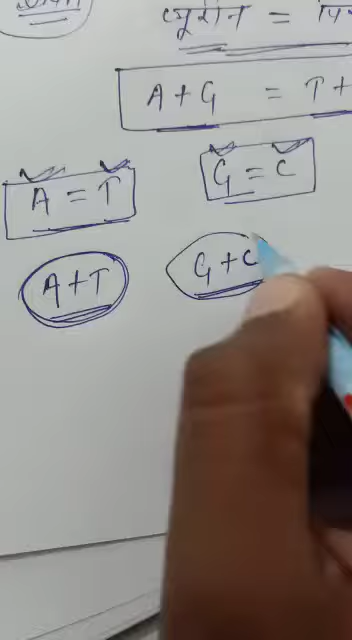 प्यूरीन =
A + G = T +
A = T G = C
A + T G + C